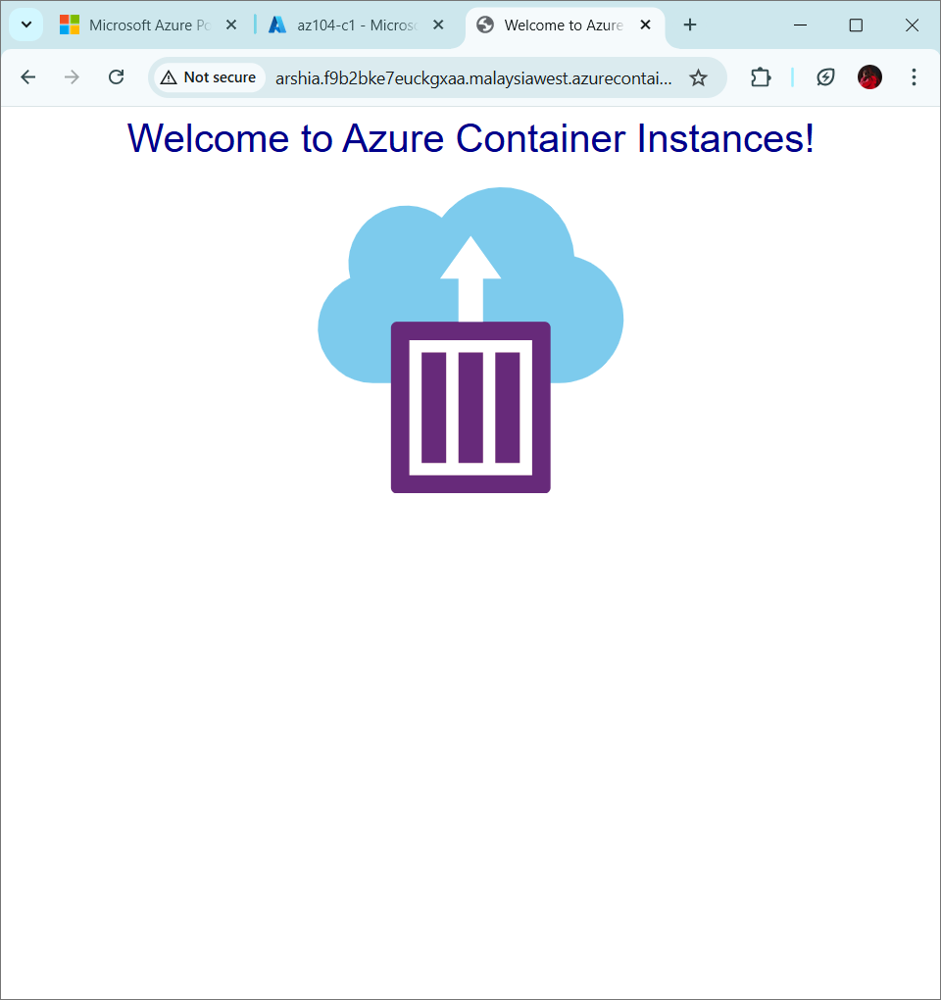 Microsoft Azure Po
az104-c1 - Microso
Welcome to Azure
Not secure
arshia.f9b2bke7euckgxaa.malaysiawest.azurecontai...
Welcome to Azure Container Instances!